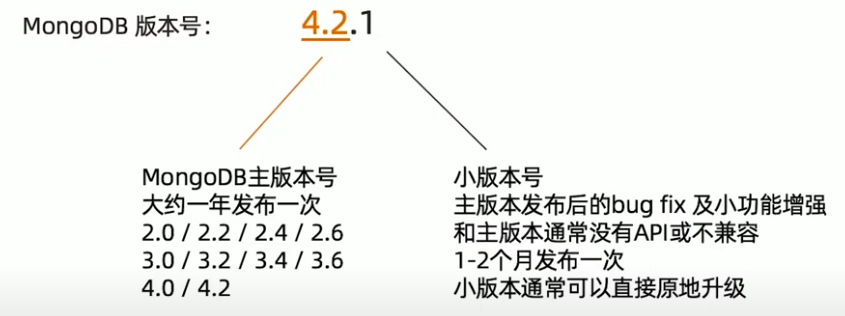 MongoDB 版本号: 4.2.1
MongoDB主版本号
大约一年发布一次
2.0 / 2.2 / 2.4 / 2.6
3.0 / 3.2 / 3.4 / 3.6
4.0 / 4.2
小版本号
主版本发布后的bug fix 及小功能增强
和主版本通常没有API或不兼容
1-2个月发布一次
小版本通常可以直接原地升级